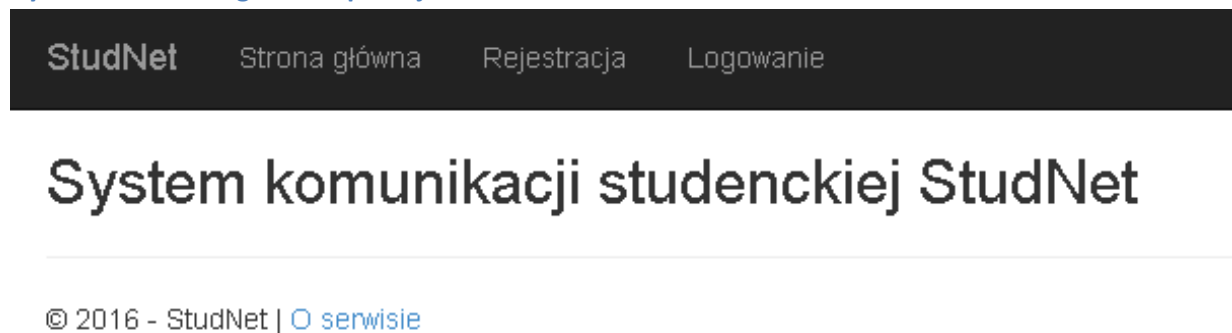 StudNet Strona główna Rejestracja Logowanie
System komunikacji studenckiej StudNet
© 2016 - StudNet | O serwisie